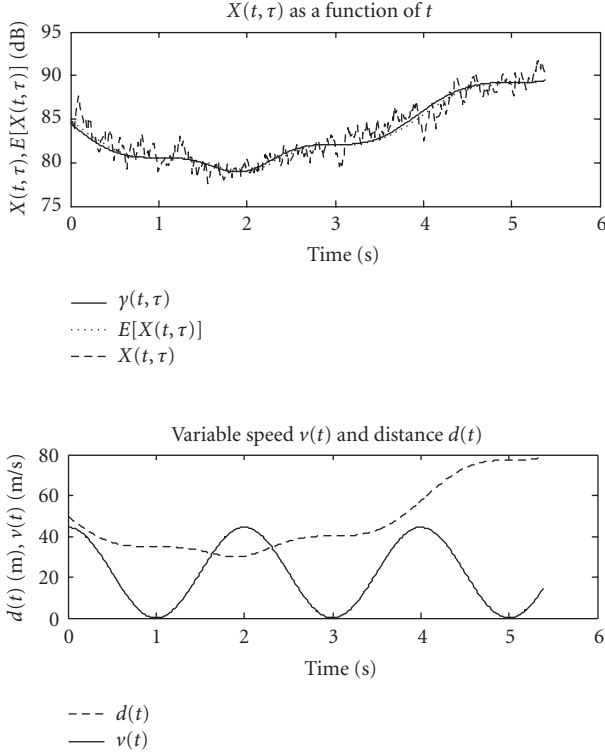 X(t, τ) as a function of t
X(t, τ), E[X(t, τ)] (dB)
95
90
85
80
75
0 1 2 3 4 5 6
Time (s)
γ(t, τ)
E[X(t, τ)]
X(t, τ)
Variable speed v(t) and distance d(t)
d(t) (m), v(t) (m/s)
80
60
40
20
0
0 1 2 3 4 5 6
Time (s)
d(t)
v(t)